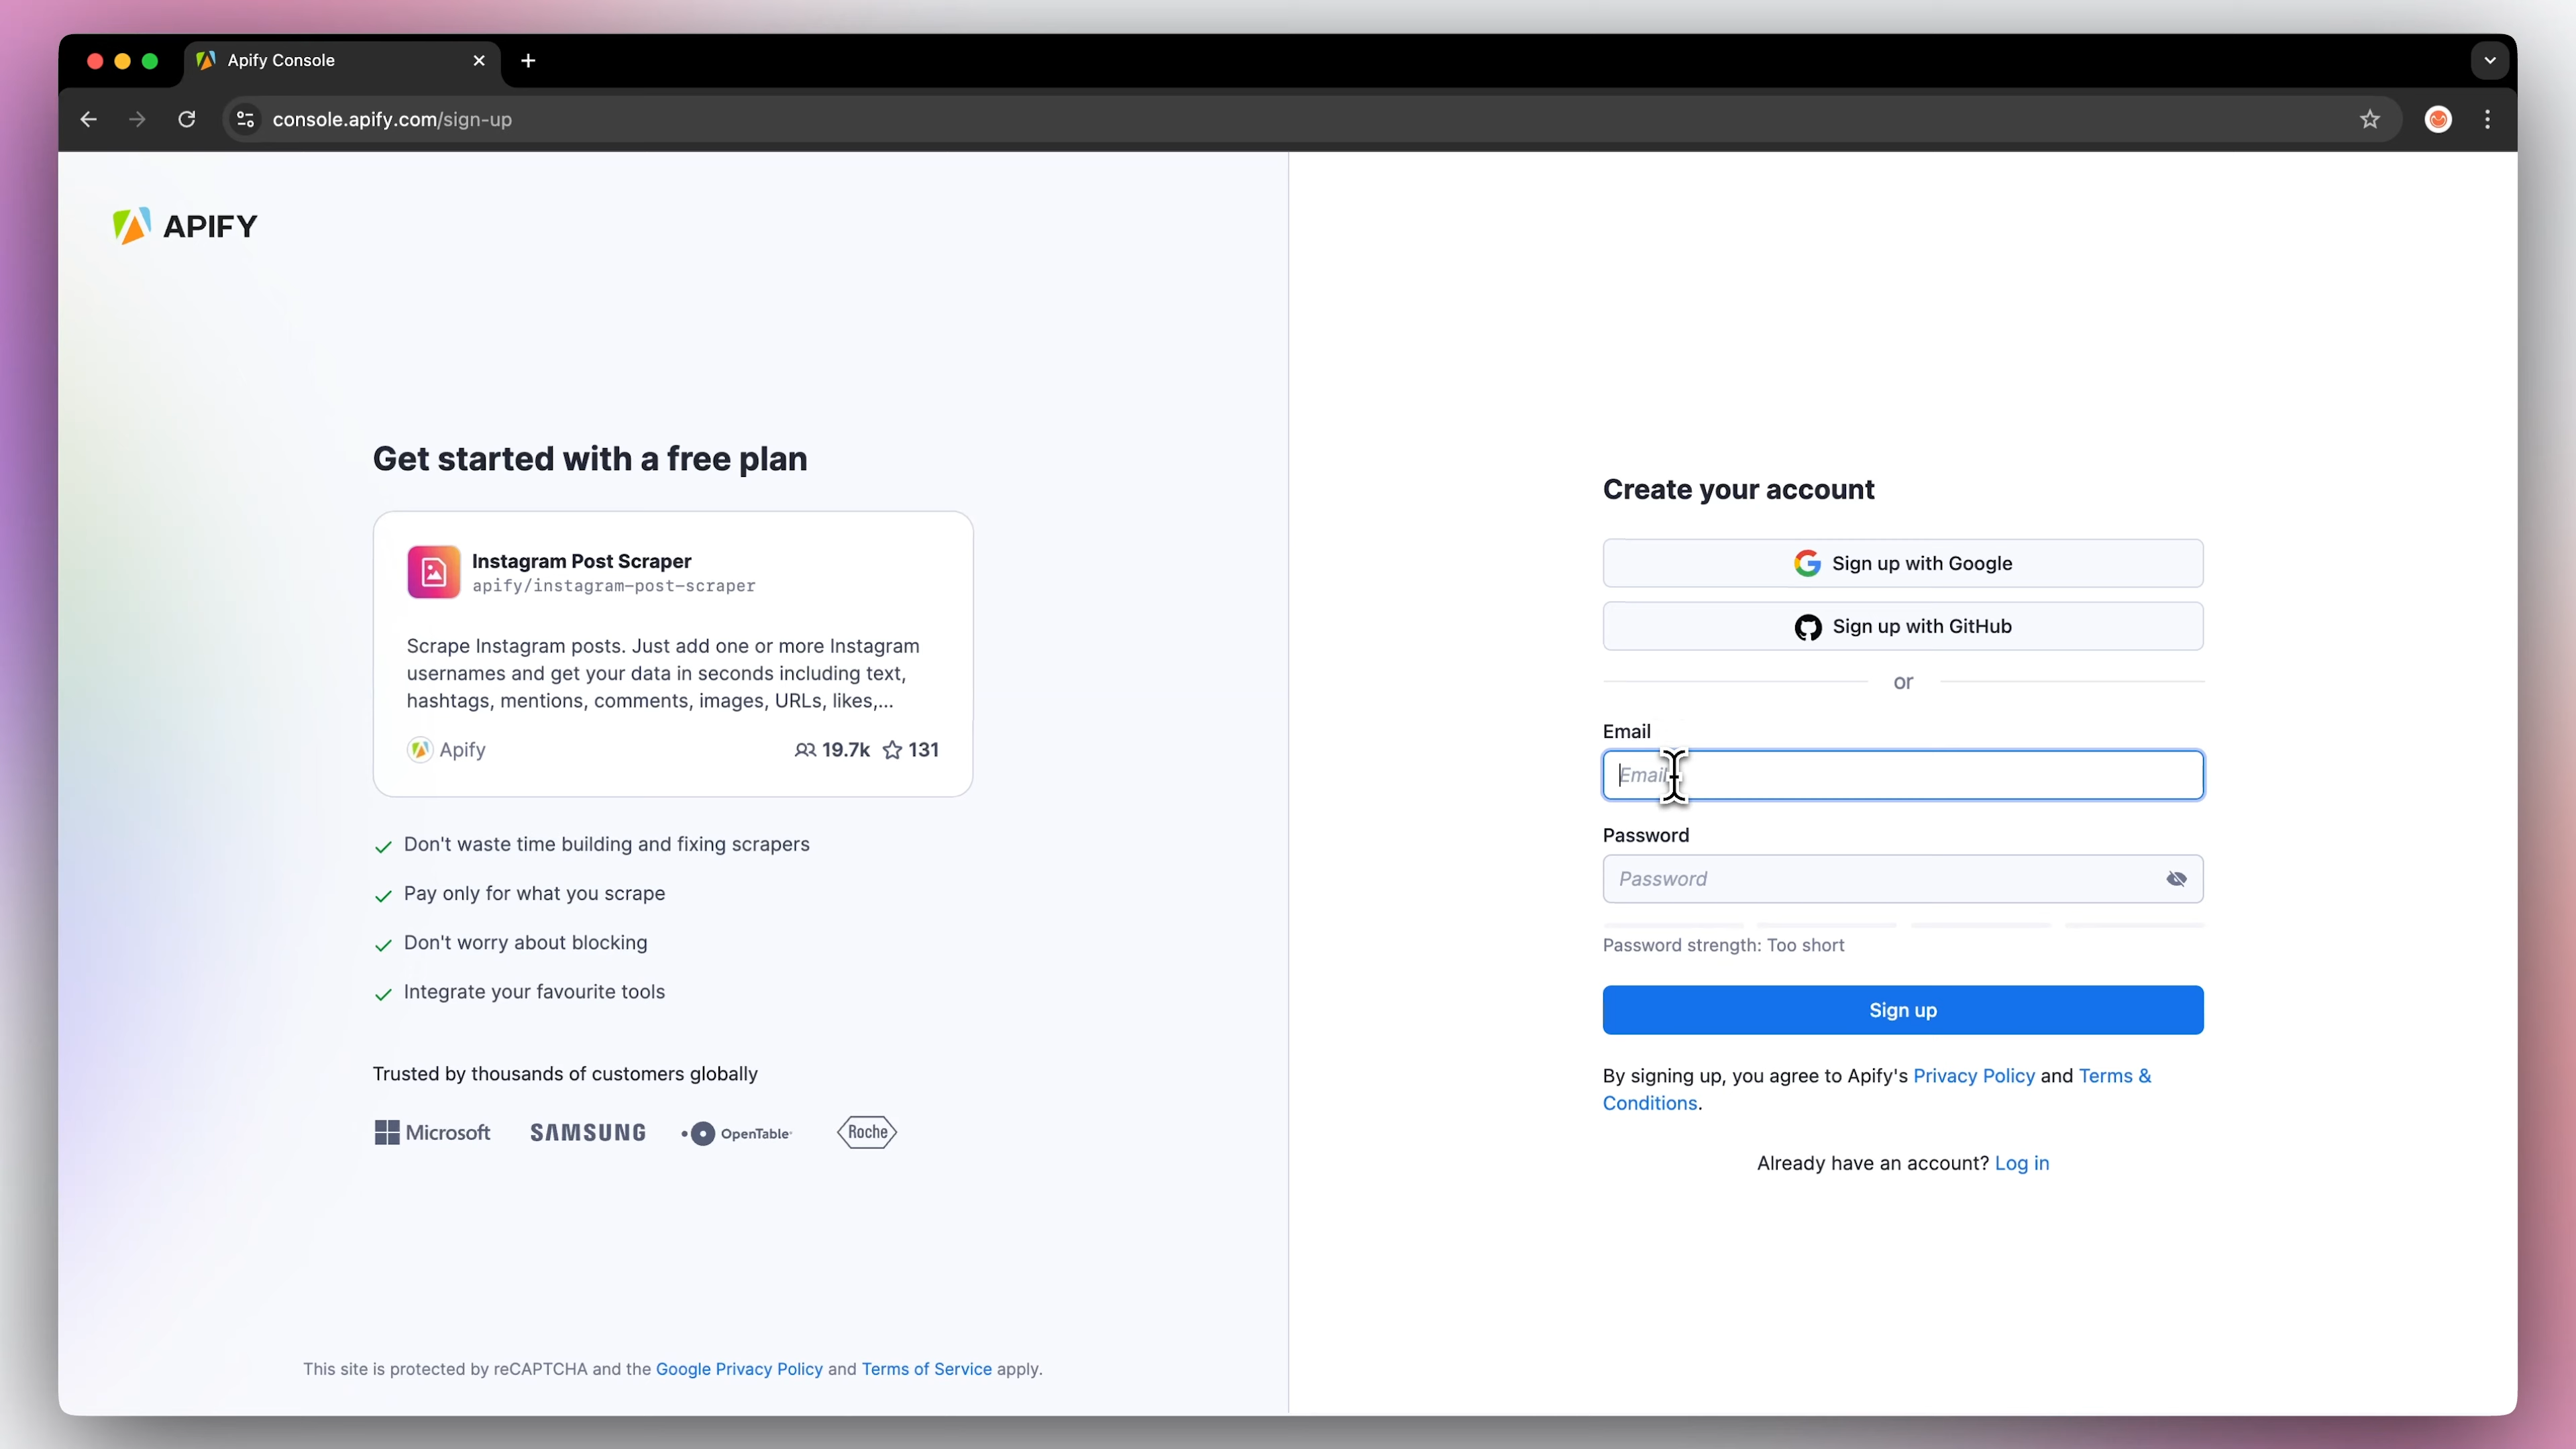 Apify Console
console.apify.com/sign-up
APIFY
Get started with a free plan
Instagram Post Scraper
apify/instagram-post-scraper
Scrape Instagram posts. Just add one or more Instagram
usernames and get your data in seconds including text,
hashtags, mentions, comments, images, URLs, likes,...
Apify 19.7k 131
Don't waste time building and fixing scrapers
Pay only for what you scrape
Don't worry about blocking
Integrate your favourite tools
Trusted by thousands of customers globally
Microsoft SAMSUNG OpenTable Roche
This site is protected by reCAPTCHA and the Google Privacy Policy and Terms of Service apply.
Create your account
Sign up with Google
Sign up with GitHub
or
Email
Email
Password
Password
Password strength: Too short
Sign up
By signing up, you agree to Apify's Privacy Policy and Terms &
Conditions.
Already have an account? Log in